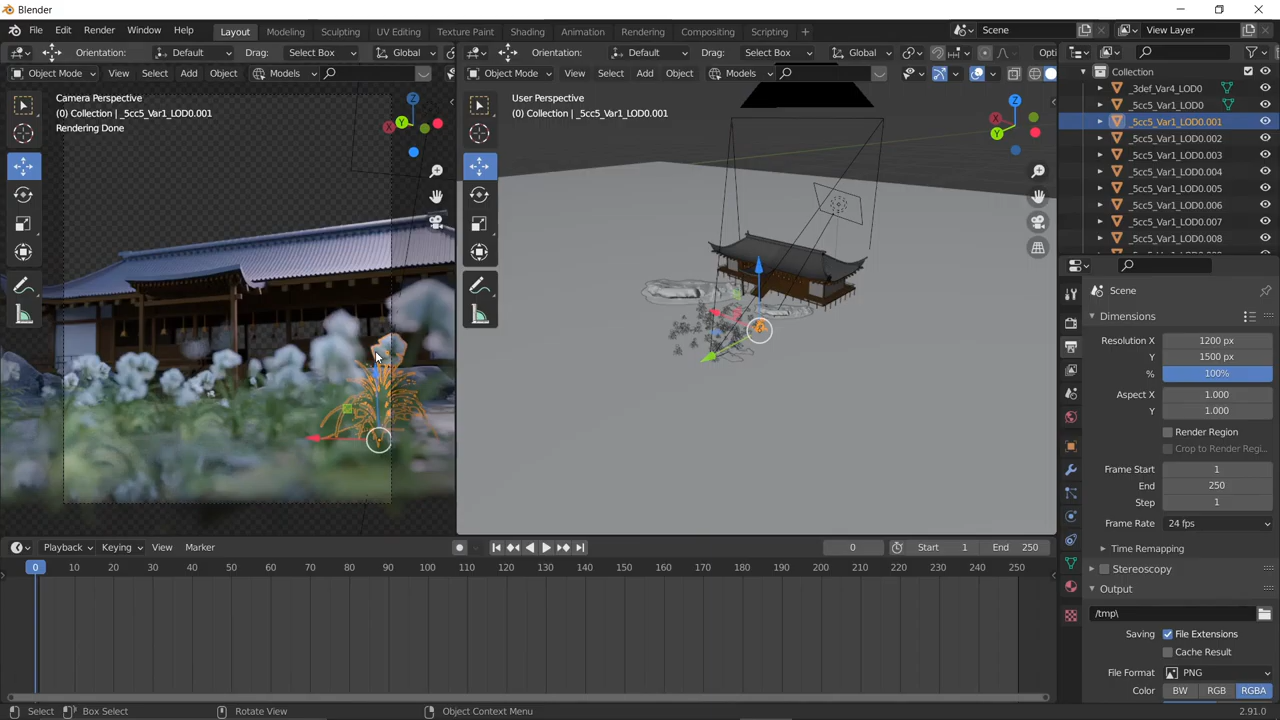 Blender
File Edit Render Window Help Layout Modeling Sculpting UV Editing Texture Paint Shading Animation Rendering Compositing Scripting + Scene View Layer
Orientation: Default Drag: Select Box Global Orientation: Default Drag: Select Box Global Opti
Object Mode View Select Add Object Models Object Mode View Select Add Object Models
Camera Perspective
(0) Collection | _5cc5_Var1_LOD0.001
Rendering Done
User Perspective
(0) Collection | _5cc5_Var1_LOD0.001
X
Y
Z
X
Y
Z
Collection
_3def_Var4_LOD0
_5cc5_Var1_LOD0
_5cc5_Var1_LOD0.001
_5cc5_Var1_LOD0.002
_5cc5_Var1_LOD0.003
_5cc5_Var1_LOD0.004
_5cc5_Var1_LOD0.005
_5cc5_Var1_LOD0.006
_5cc5_Var1_LOD0.007
_5cc5_Var1_LOD0.008
Scene
Dimensions
Resolution X 1200 px
Y 1500 px
% 100%
Aspect X 1.000
Y 1.000
Render Region
Crop to Render Regi...
Frame Start 1
End 250
Step 1
Frame Rate 24 fps
Time Remapping
Stereoscopy
Output
/tmp\
Saving File Extensions
Cache Result
File Format PNG
Color BW RGB RGBA
Playback Keying View Marker 0 Start 1 End 250
0 10 20 30 40 50 60 70 80 90 100 110 120 130 140 150 160 170 180 190 200 210 220 230 240 250
Select Box Select Rotate View Object Context Menu 2.91.0